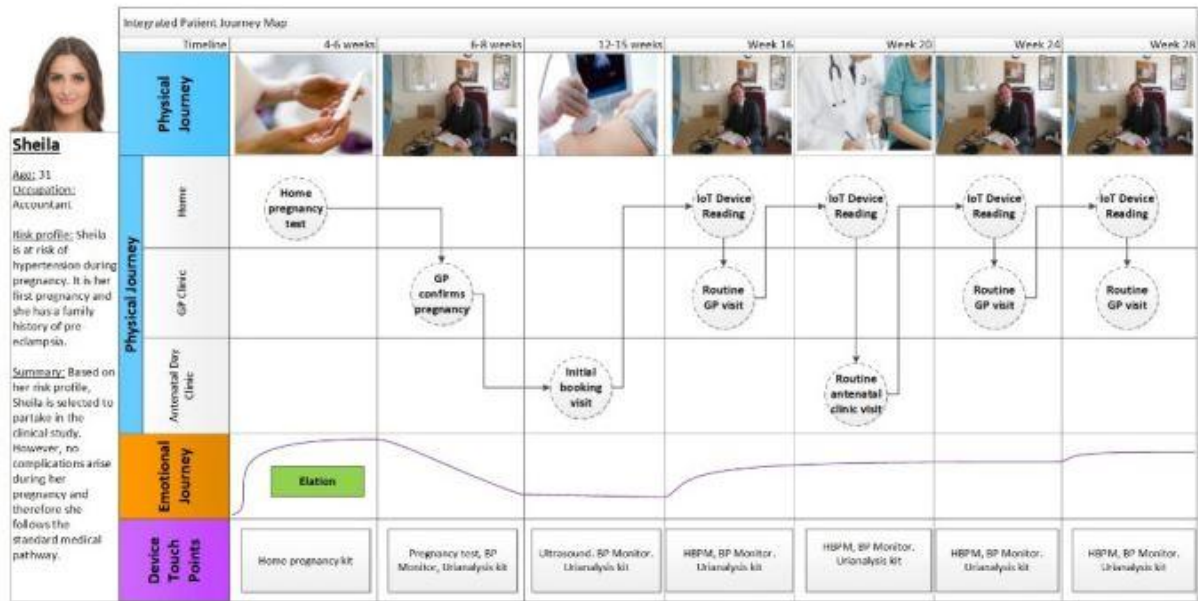 Integrated Patient Journey Map
Timeline
4-6 weeks
6-8 weeks
12-15 weeks
Week 16
Week 20
Week 24
Week 28
Physical
Journey
Sheila
Age: 31
Occupation:
Accountant
Risk profile: Sheila
is at risk of
hypertension during
pregnancy. It is her
first pregnancy and
she has a family
history of pre
eclampsia.
Summary: Based on
her risk profile,
Sheila is selected to
partake in the
clinical study.
However, no
complications arise
during her
pregnancy and
therefore she
follows the
standard medical
pathway.
Physical Journey
Home
Home
pregnancy
test
IoT Device
Reading
IoT Device
Reading
IoT Device
Reading
IoT Device
Reading
GP Clinic
GP
confirms
pregnancy
Routine
GP visit
Routine
GP visit
Routine
GP visit
Antenatal Day
Clinic
Initial
booking
visit
Routine
antenatal
clinic visit
Emotional
Journey
Elation
Device
Touch
Points
Home pregnancy kit
Pregnancy test, BP
Monitor, Urianalysis kit
Ultrasound. BP Monitor.
Urianalysis kit
HBPM, BP Monitor.
Urianalysis kit
HBPM, BP Monitor.
Urianalysis kit
HBPM, BP Monitor.
Urianalysis kit
HBPM, BP Monitor.
Urianalysis kit